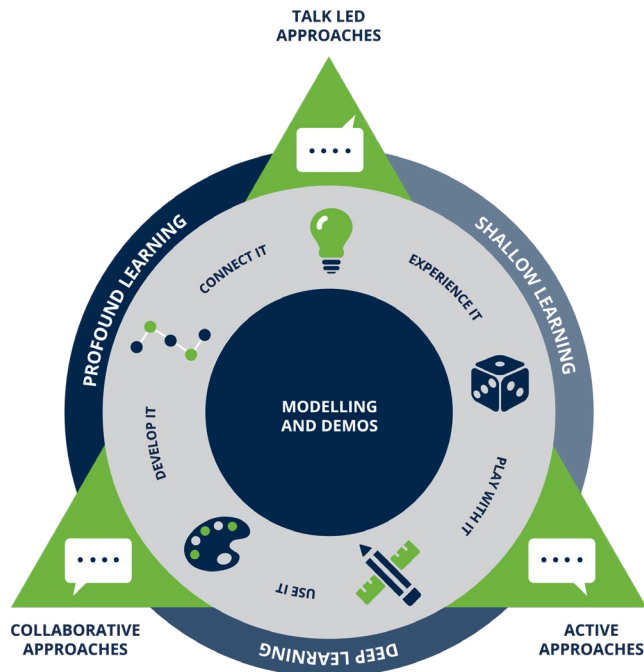 TALK LED
APPROACHES
PROFOUND LEARNING
SHALLOW LEARNING
CONNECT IT
EXPERIENCE IT
MODELLING
AND DEMOS
DEVELOP IT
PLAY WITH IT
USE IT
COLLABORATIVE
APPROACHES
DEEP LEARNING
ACTIVE
APPROACHES